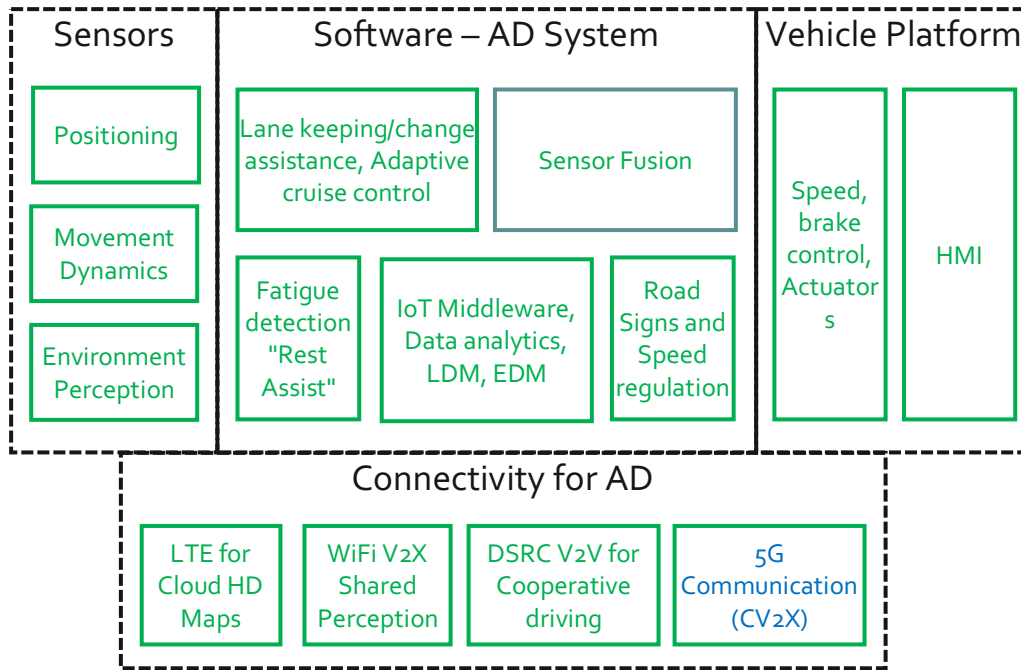 Sensors
Software – AD System
Vehicle Platform
Positioning
Movement
Dynamics
Environment
Perception
Lane keeping/change
assistance, Adaptive
cruise control
Sensor Fusion
Fatigue
detection
"Rest
Assist"
IoT Middleware,
Data analytics,
LDM, EDM
Road
Signs and
Speed
regulation
Speed,
brake
control,
Actuator
s
HMI
Connectivity for AD
LTE for
Cloud HD
Maps
WiFi V2X
Shared
Perception
DSRC V2V for
Cooperative
driving
5G
Communication
(CV2X)